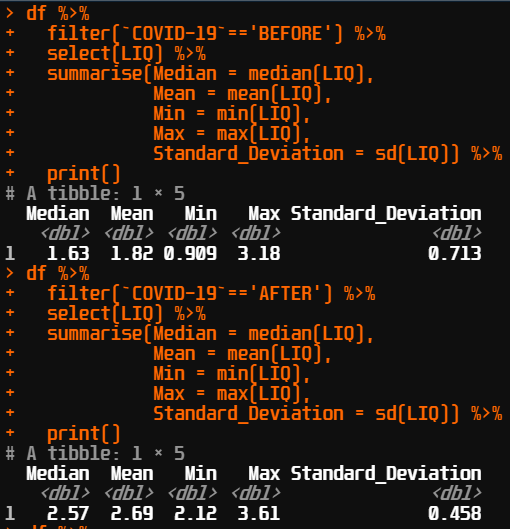 > df %>%
+   filter(`COVID-19`=='BEFORE') %>%
+   select(LIQ) %>%
+   summarise(Median = median(LIQ),
+             Mean = mean(LIQ),
+             Min = min(LIQ),
+             Max = max(LIQ),
+             Standard_Deviation = sd(LIQ)) %>%
+   print()
# A tibble: 1 × 5
  Median  Mean   Min   Max Standard_Deviation
   <dbl> <dbl> <dbl> <dbl>              <dbl>
1   1.63  1.82 0.909  3.18              0.713
> df %>%
+   filter(`COVID-19`=='AFTER') %>%
+   select(LIQ) %>%
+   summarise(Median = median(LIQ),
+             Mean = mean(LIQ),
+             Min = min(LIQ),
+             Max = max(LIQ),
+             Standard_Deviation = sd(LIQ)) %>%
+   print()
# A tibble: 1 × 5
  Median  Mean   Min   Max Standard_Deviation
   <dbl> <dbl> <dbl> <dbl>              <dbl>
1   2.57  2.69  2.12  3.61              0.458
> df %>%